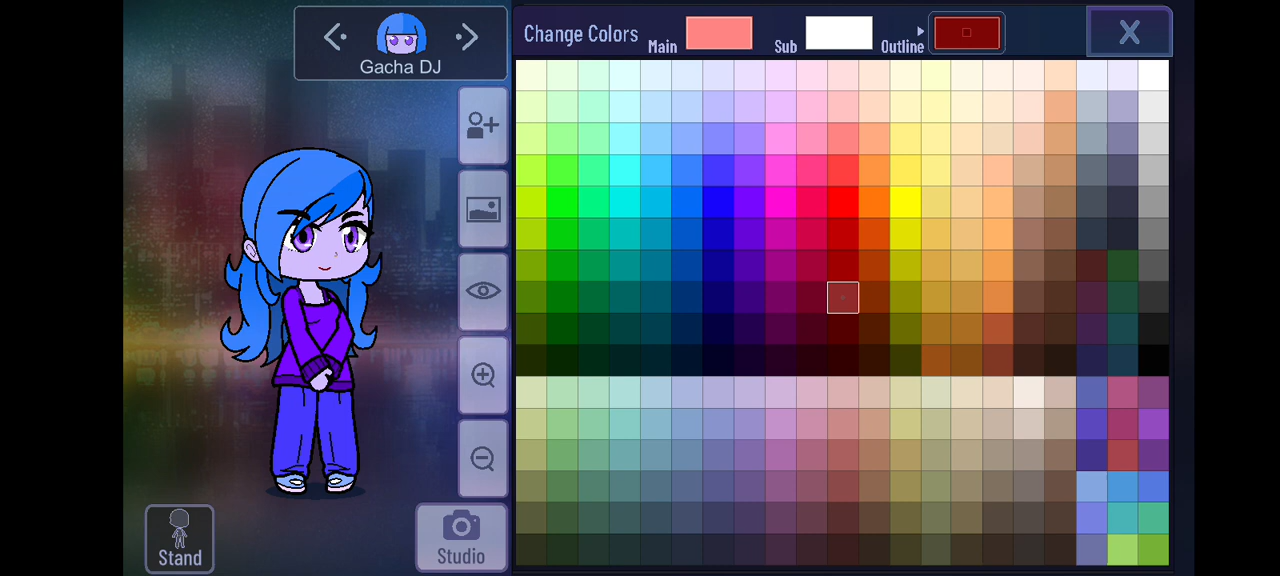 Gacha DJ
Change Colors
Main
Sub
Outline
X
Stand
Studio